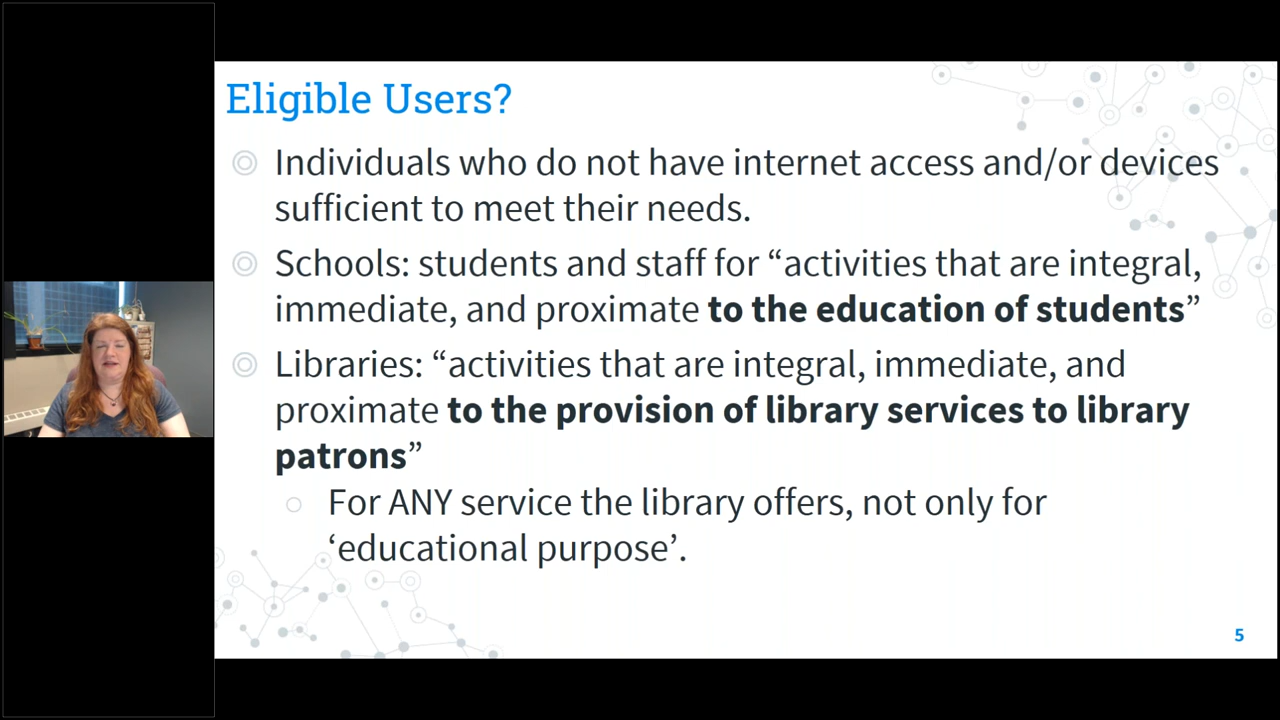 Eligible Users?
Individuals who do not have internet access and/or devices
sufficient to meet their needs.
Schools: students and staff for “activities that are integral,
immediate, and proximate to the education of students”
Libraries: “activities that are integral, immediate, and
proximate to the provision of library services to library
patrons”
For ANY service the library offers, not only for
‘educational purpose’.
5